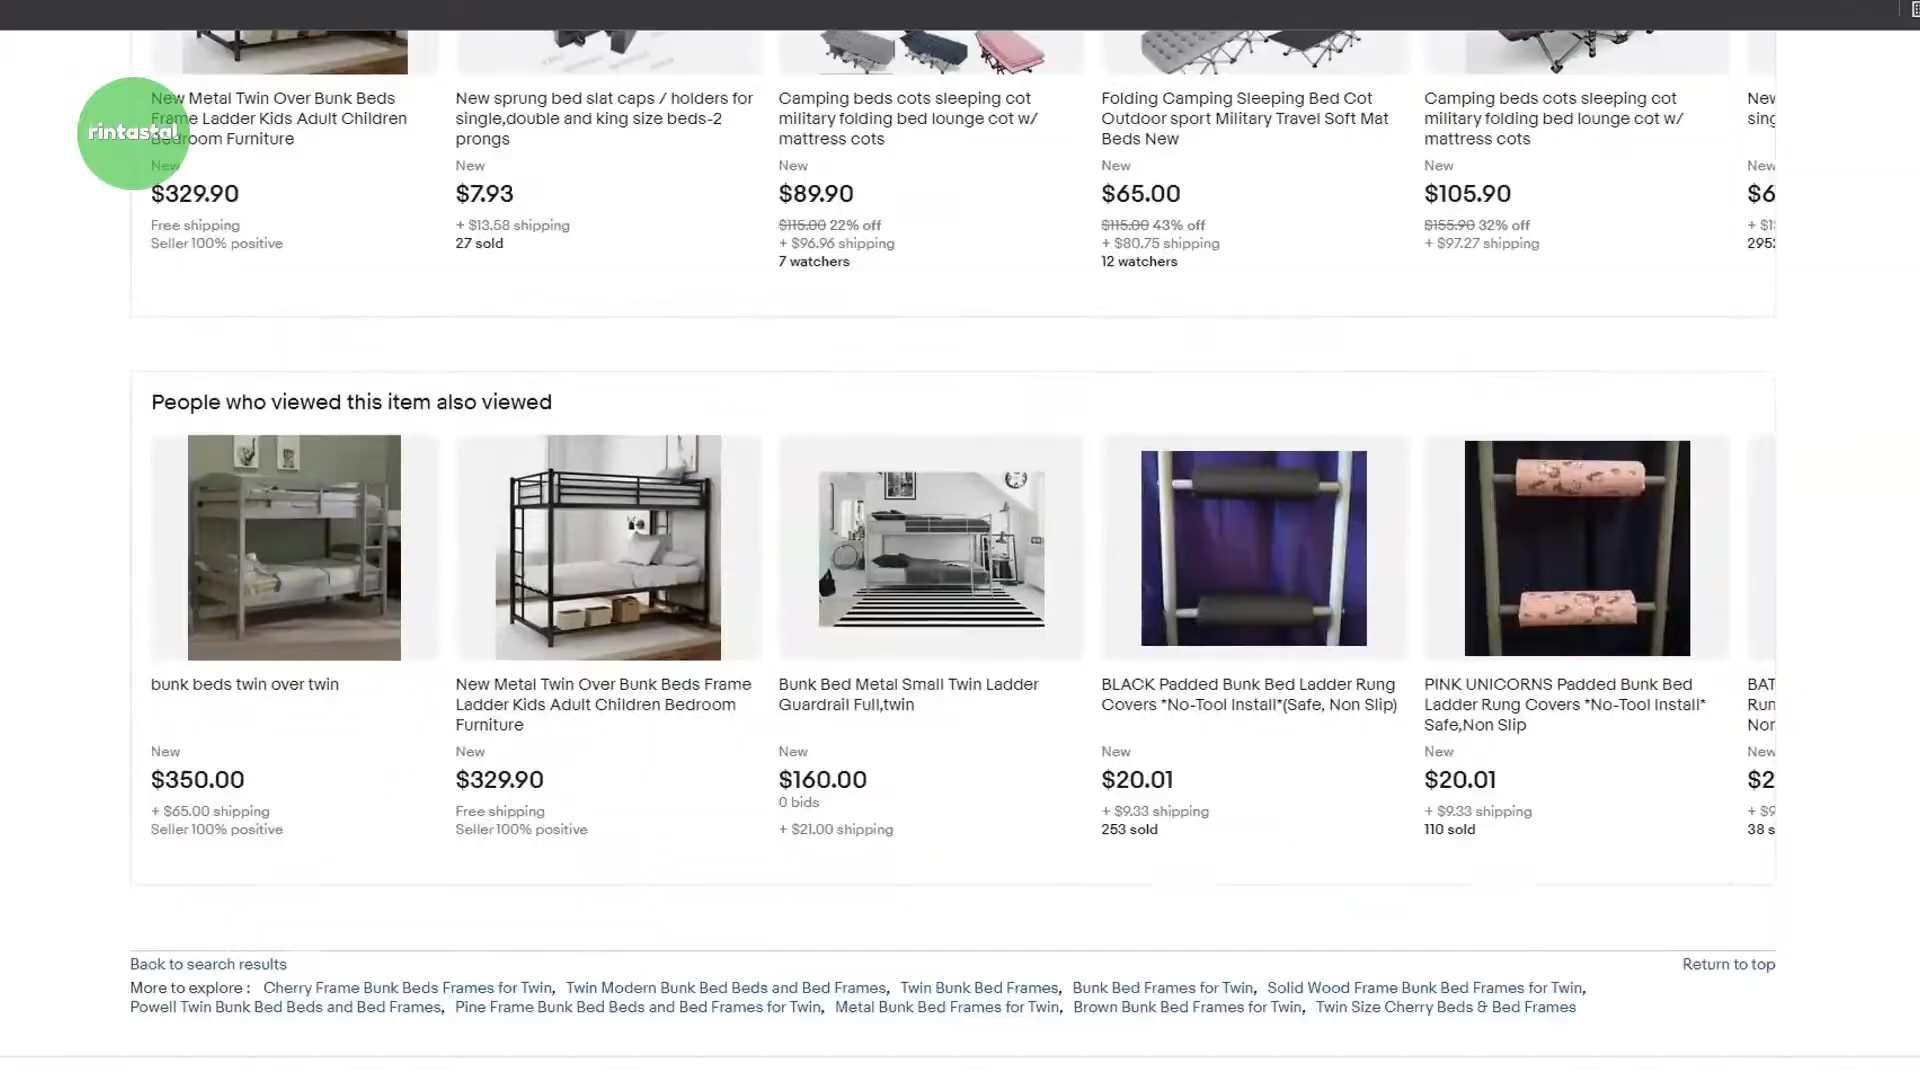 rintastal
New Metal Twin Over Bunk Beds
Frame Ladder Kids Adult Children
Bedroom Furniture
New
$329.90
Free shipping
Seller 100% positive
New sprung bed slat caps / holders for
single,double and king size beds-2
prongs
New
$7.93
+ $13.58 shipping
27 sold
Camping beds cots sleeping cot
military folding bed lounge cot w/
mattress cots
New
$89.90
$115.00 22% off
+ $96.96 shipping
7 watchers
Folding Camping Sleeping Bed Cot
Outdoor sport Military Travel Soft Mat
Beds New
New
$65.00
$115.00 43% off
+ $80.75 shipping
12 watchers
Camping beds cots sleeping cot
military folding bed lounge cot w/
mattress cots
New
$105.90
$155.90 32% off
+ $97.27 shipping
New
sing
New
$6
+ $1
295
People who viewed this item also viewed
bunk beds twin over twin
New
$350.00
+ $65.00 shipping
Seller 100% positive
New Metal Twin Over Bunk Beds Frame
Ladder Kids Adult Children Bedroom
Furniture
New
$329.90
Free shipping
Seller 100% positive
Bunk Bed Metal Small Twin Ladder
Guardrail Full,twin
New
$160.00
0 bids
+ $21.00 shipping
BLACK Padded Bunk Bed Ladder Rung
Covers *No-Tool Install*(Safe, Non Slip)
New
$20.01
+ $9.33 shipping
253 sold
PINK UNICORNS Padded Bunk Bed
Ladder Rung Covers *No-Tool Install*
Safe,Non Slip
New
$20.01
+ $9.33 shipping
110 sold
BAT
Run
Nor
New
$2
+ $9
38 s
Back to search results
Return to top
More to explore : Cherry Frame Bunk Beds Frames for Twin, Twin Modern Bunk Bed Beds and Bed Frames, Twin Bunk Bed Frames, Bunk Bed Frames for Twin, Solid Wood Frame Bunk Bed Frames for Twin,
Powell Twin Bunk Bed Beds and Bed Frames, Pine Frame Bunk Bed Beds and Bed Frames for Twin, Metal Bunk Bed Frames for Twin, Brown Bunk Bed Frames for Twin, Twin Size Cherry Beds & Bed Frames